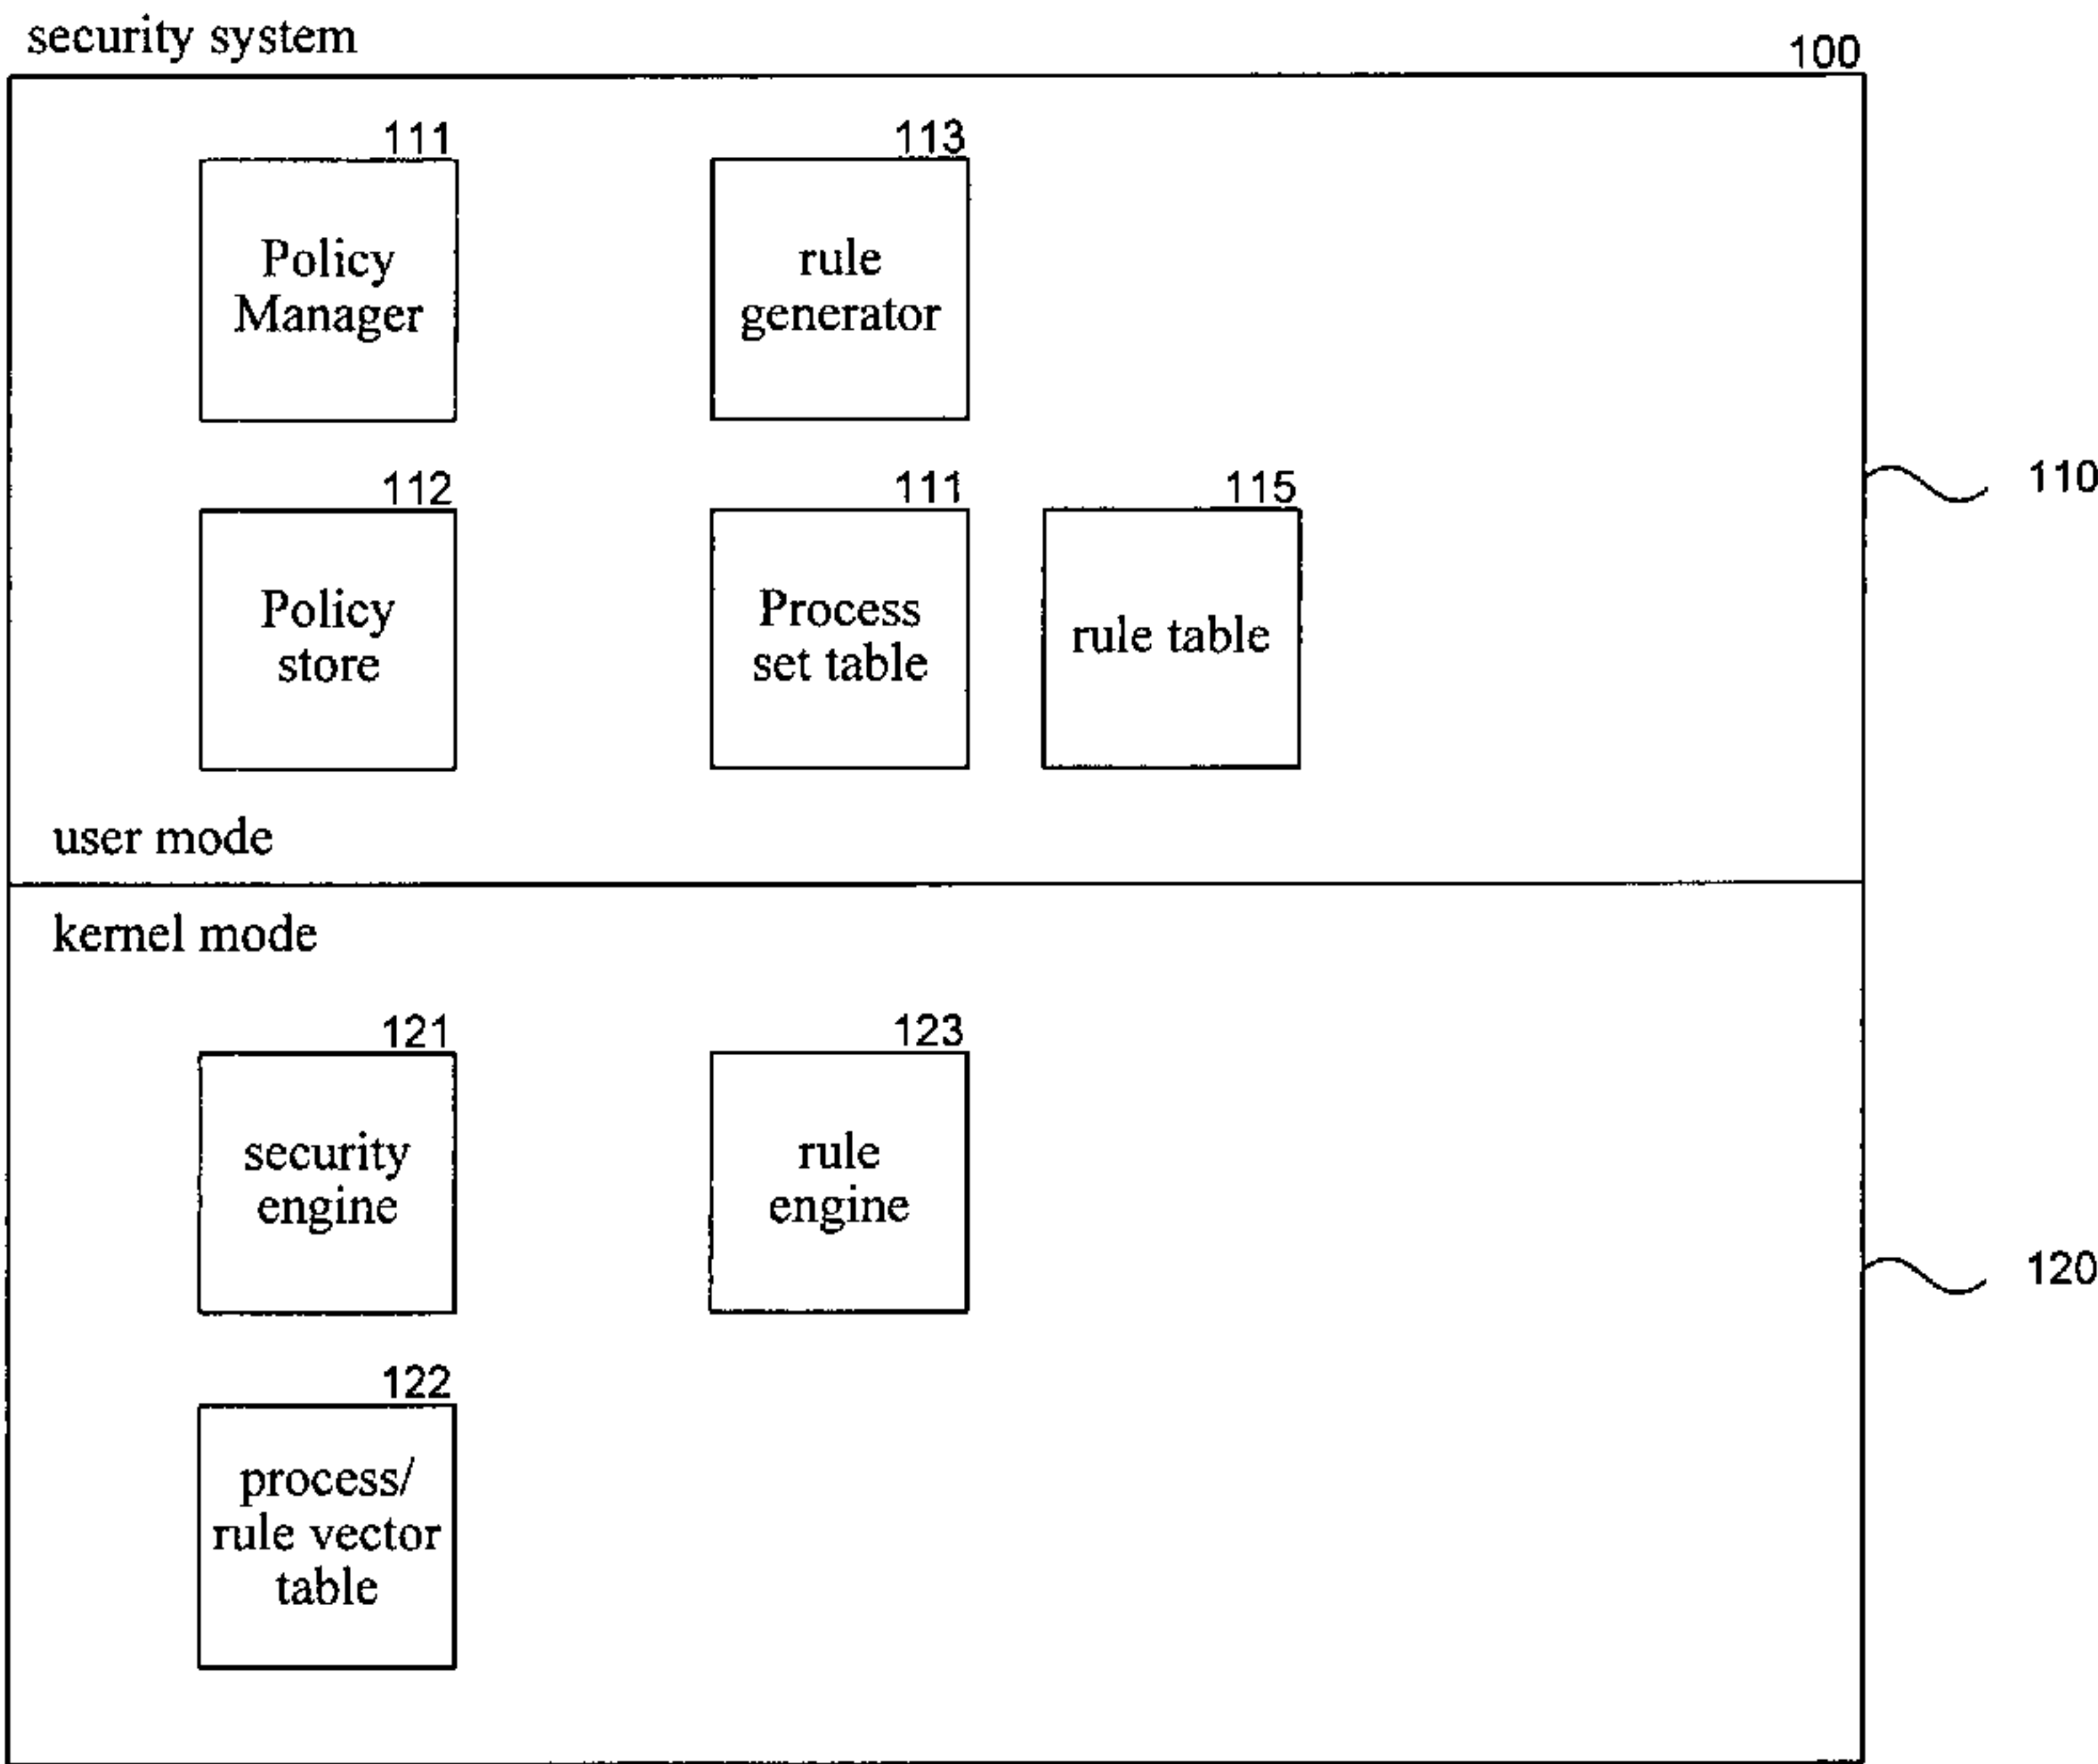 security system
100
111
113
Policy
Manager
rule
generator
110
112
111
115
Policy
store
Process
set table
rule table
user mode
kernel mode
121
123
security
engine
rule
engine
120
122
process/
rule vector
table